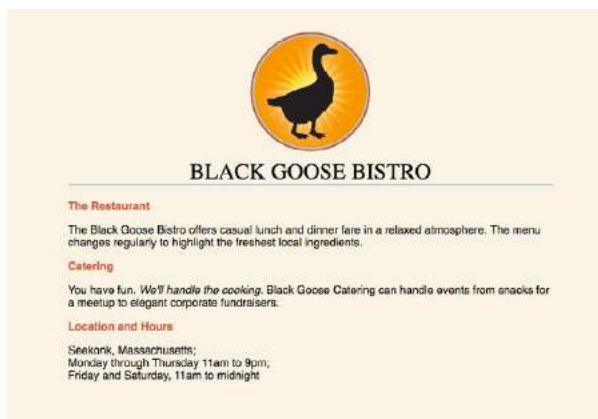 BLACK GOOSE BISTRO
The Restaurant
The Black Goose Bistro offers casual lunch and dinner fare in a relaxed atmosphere. The menu
changes regularly to highlight the freshest local ingredients.
Catering
You have fun. We'll handle the cooking. Black Goose Catering can handle events from snacks for
a meetup to elegant corporate fundraisers.
Location and Hours
Seekonk, Massachusetts;
Monday through Thursday 11am to 9pm;
Friday and Saturday, 11am to midnight